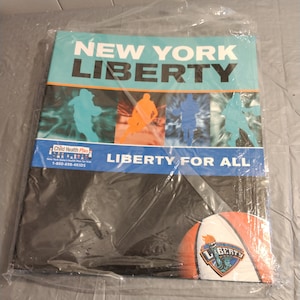 NEW YORK
LIBERTY
Child Health Plus
LIBERTY FOR ALL
LIBERTY